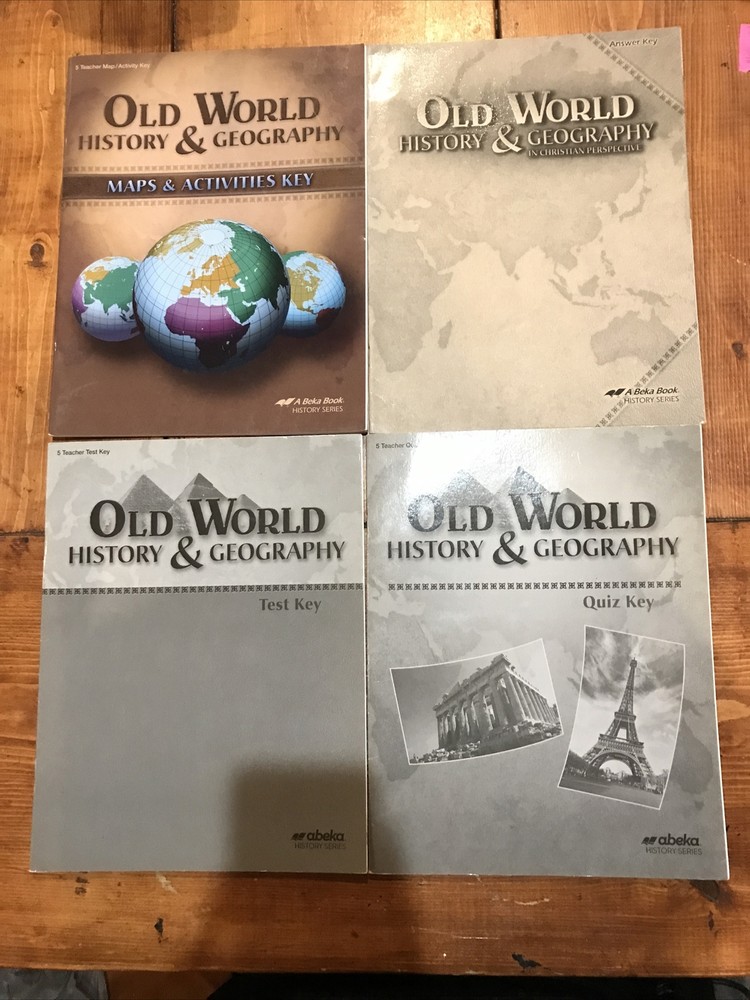 5 Teacher Map/Activity Key
OLD WORLD
HISTORY & GEOGRAPHY
MAPS & ACTIVITIES KEY
A Beka Book
HISTORY SERIES
Answer Key
OLD WORLD
HISTORY & GEOGRAPHY
IN CHRISTIAN PERSPECTIVE
A Beka Book
HISTORY SERIES
5 Teacher Test Key
OLD WORLD
HISTORY & GEOGRAPHY
Test Key
abeka
HISTORY SERIES
5 Teacher
OLD WORLD
HISTORY & GEOGRAPHY
Quiz Key
abeka
HISTORY SERIES